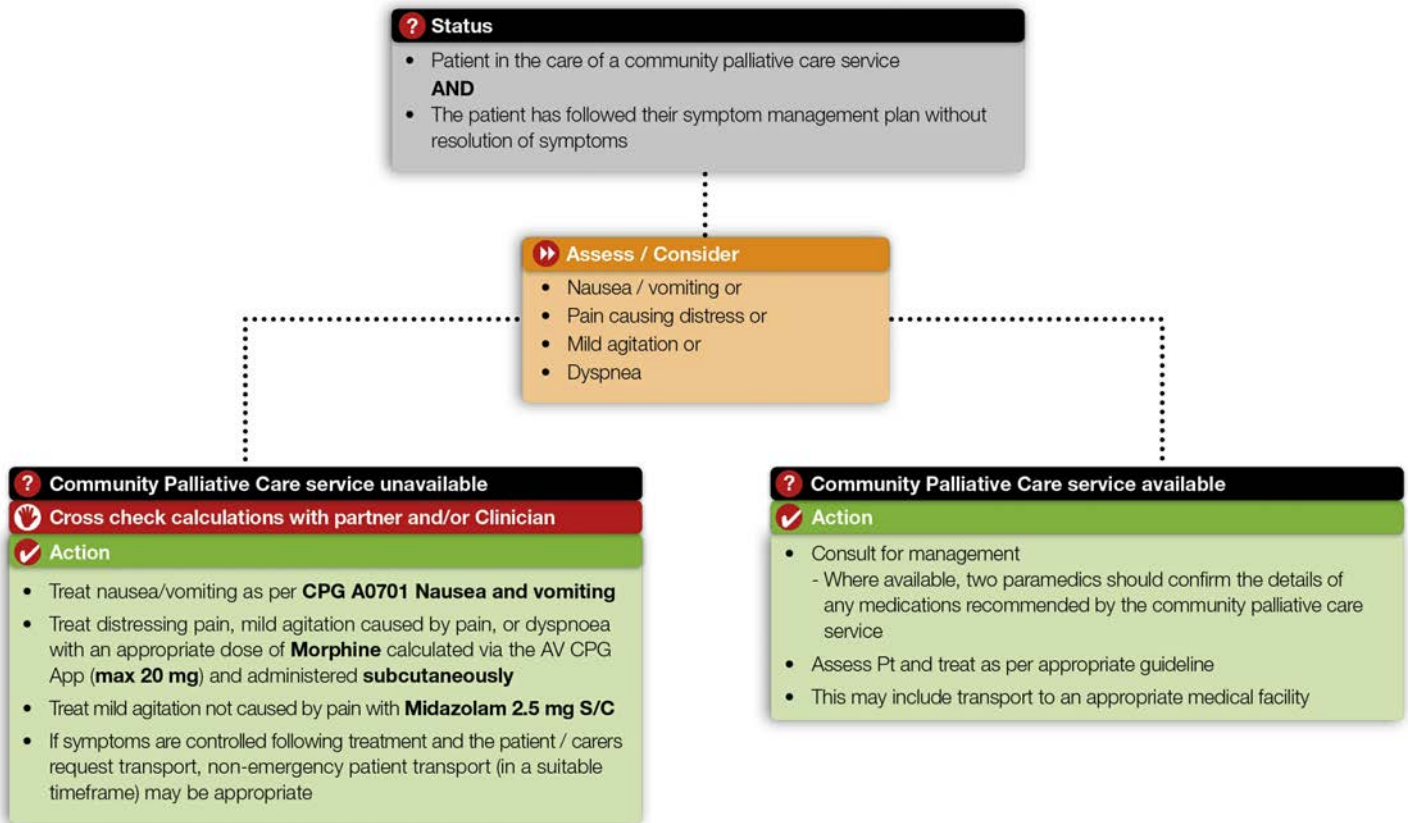 Status
• Patient in the care of a community palliative care service
AND
• The patient has followed their symptom management plan without
resolution of symptoms
Assess / Consider
• Nausea / vomiting or
• Pain causing distress or
• Mild agitation or
• Dyspnea
Community Palliative Care service unavailable
Cross check calculations with partner and/or Clinician
Action
• Treat nausea/vomiting as per CPG A0701 Nausea and vomiting
• Treat distressing pain, mild agitation caused by pain, or dyspnoea
with an appropriate dose of Morphine calculated via the AV CPG
App (max 20 mg) and administered subcutaneously
• Treat mild agitation not caused by pain with Midazolam 2.5 mg S/C
• If symptoms are controlled following treatment and the patient / carers
request transport, non-emergency patient transport (in a suitable
timeframe) may be appropriate
Community Palliative Care service available
Action
• Consult for management
- Where available, two paramedics should confirm the details of
any medications recommended by the community palliative care
service
• Assess Pt and treat as per appropriate guideline
• This may include transport to an appropriate medical facility